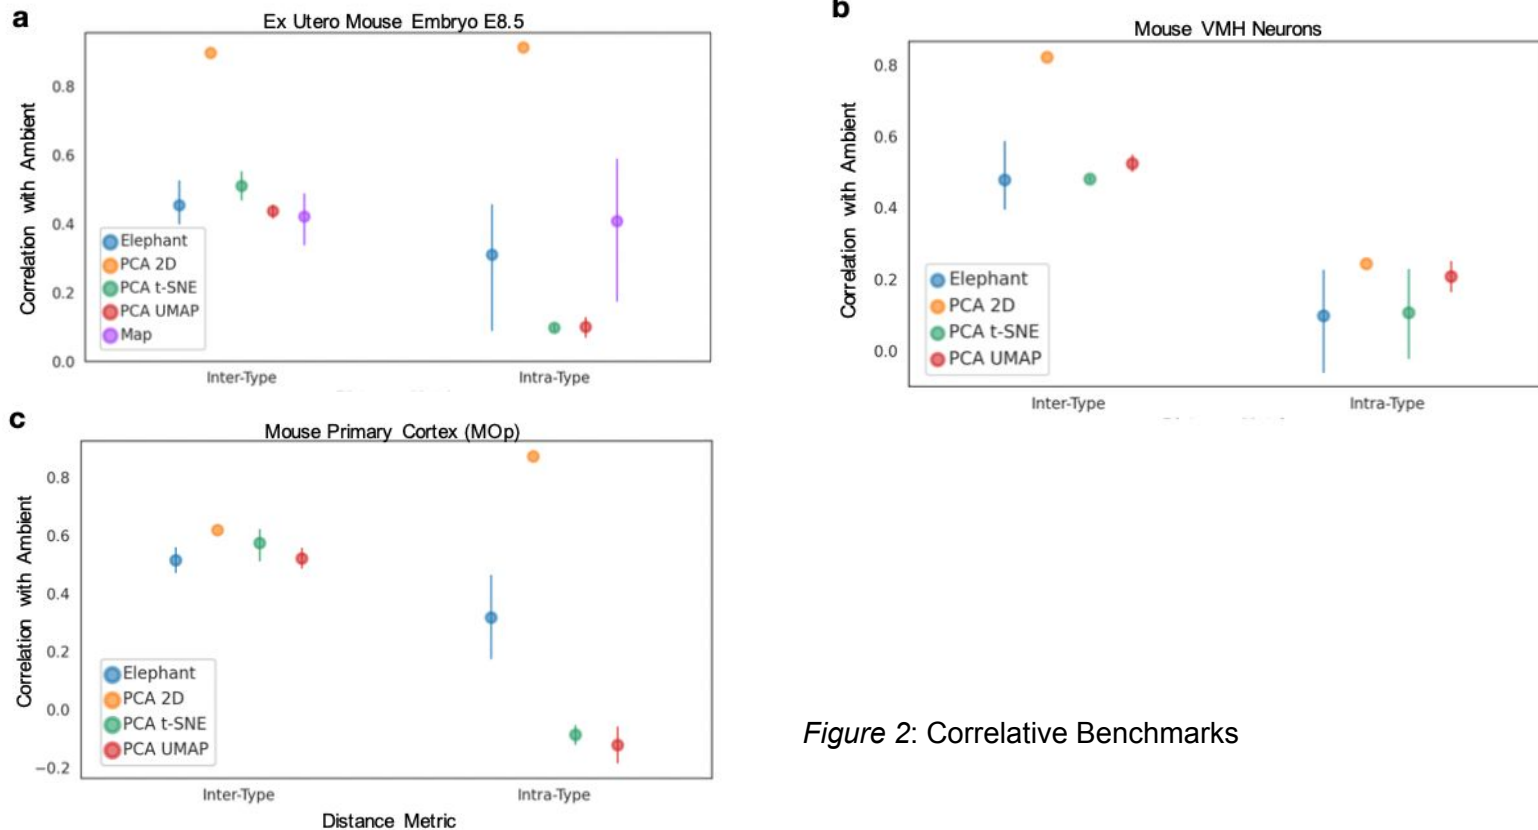 a
Ex Utero Mouse Embryo E8.5
Correlation with Ambient
0.8
0.6
0.4
0.2
0.0
Elephant
PCA 2D
PCA t-SNE
PCA UMAP
Map
Inter-Type
Intra-Type
b
Mouse VMH Neurons
Correlation with Ambient
0.8
0.6
0.4
0.2
0.0
Elephant
PCA 2D
PCA t-SNE
PCA UMAP
Inter-Type
Intra-Type
c
Mouse Primary Cortex (MOp)
Correlation with Ambient
0.8
0.6
0.4
0.2
0.0
−0.2
Elephant
PCA 2D
PCA t-SNE
PCA UMAP
Inter-Type
Intra-Type
Distance Metric
Figure 2: Correlative Benchmarks